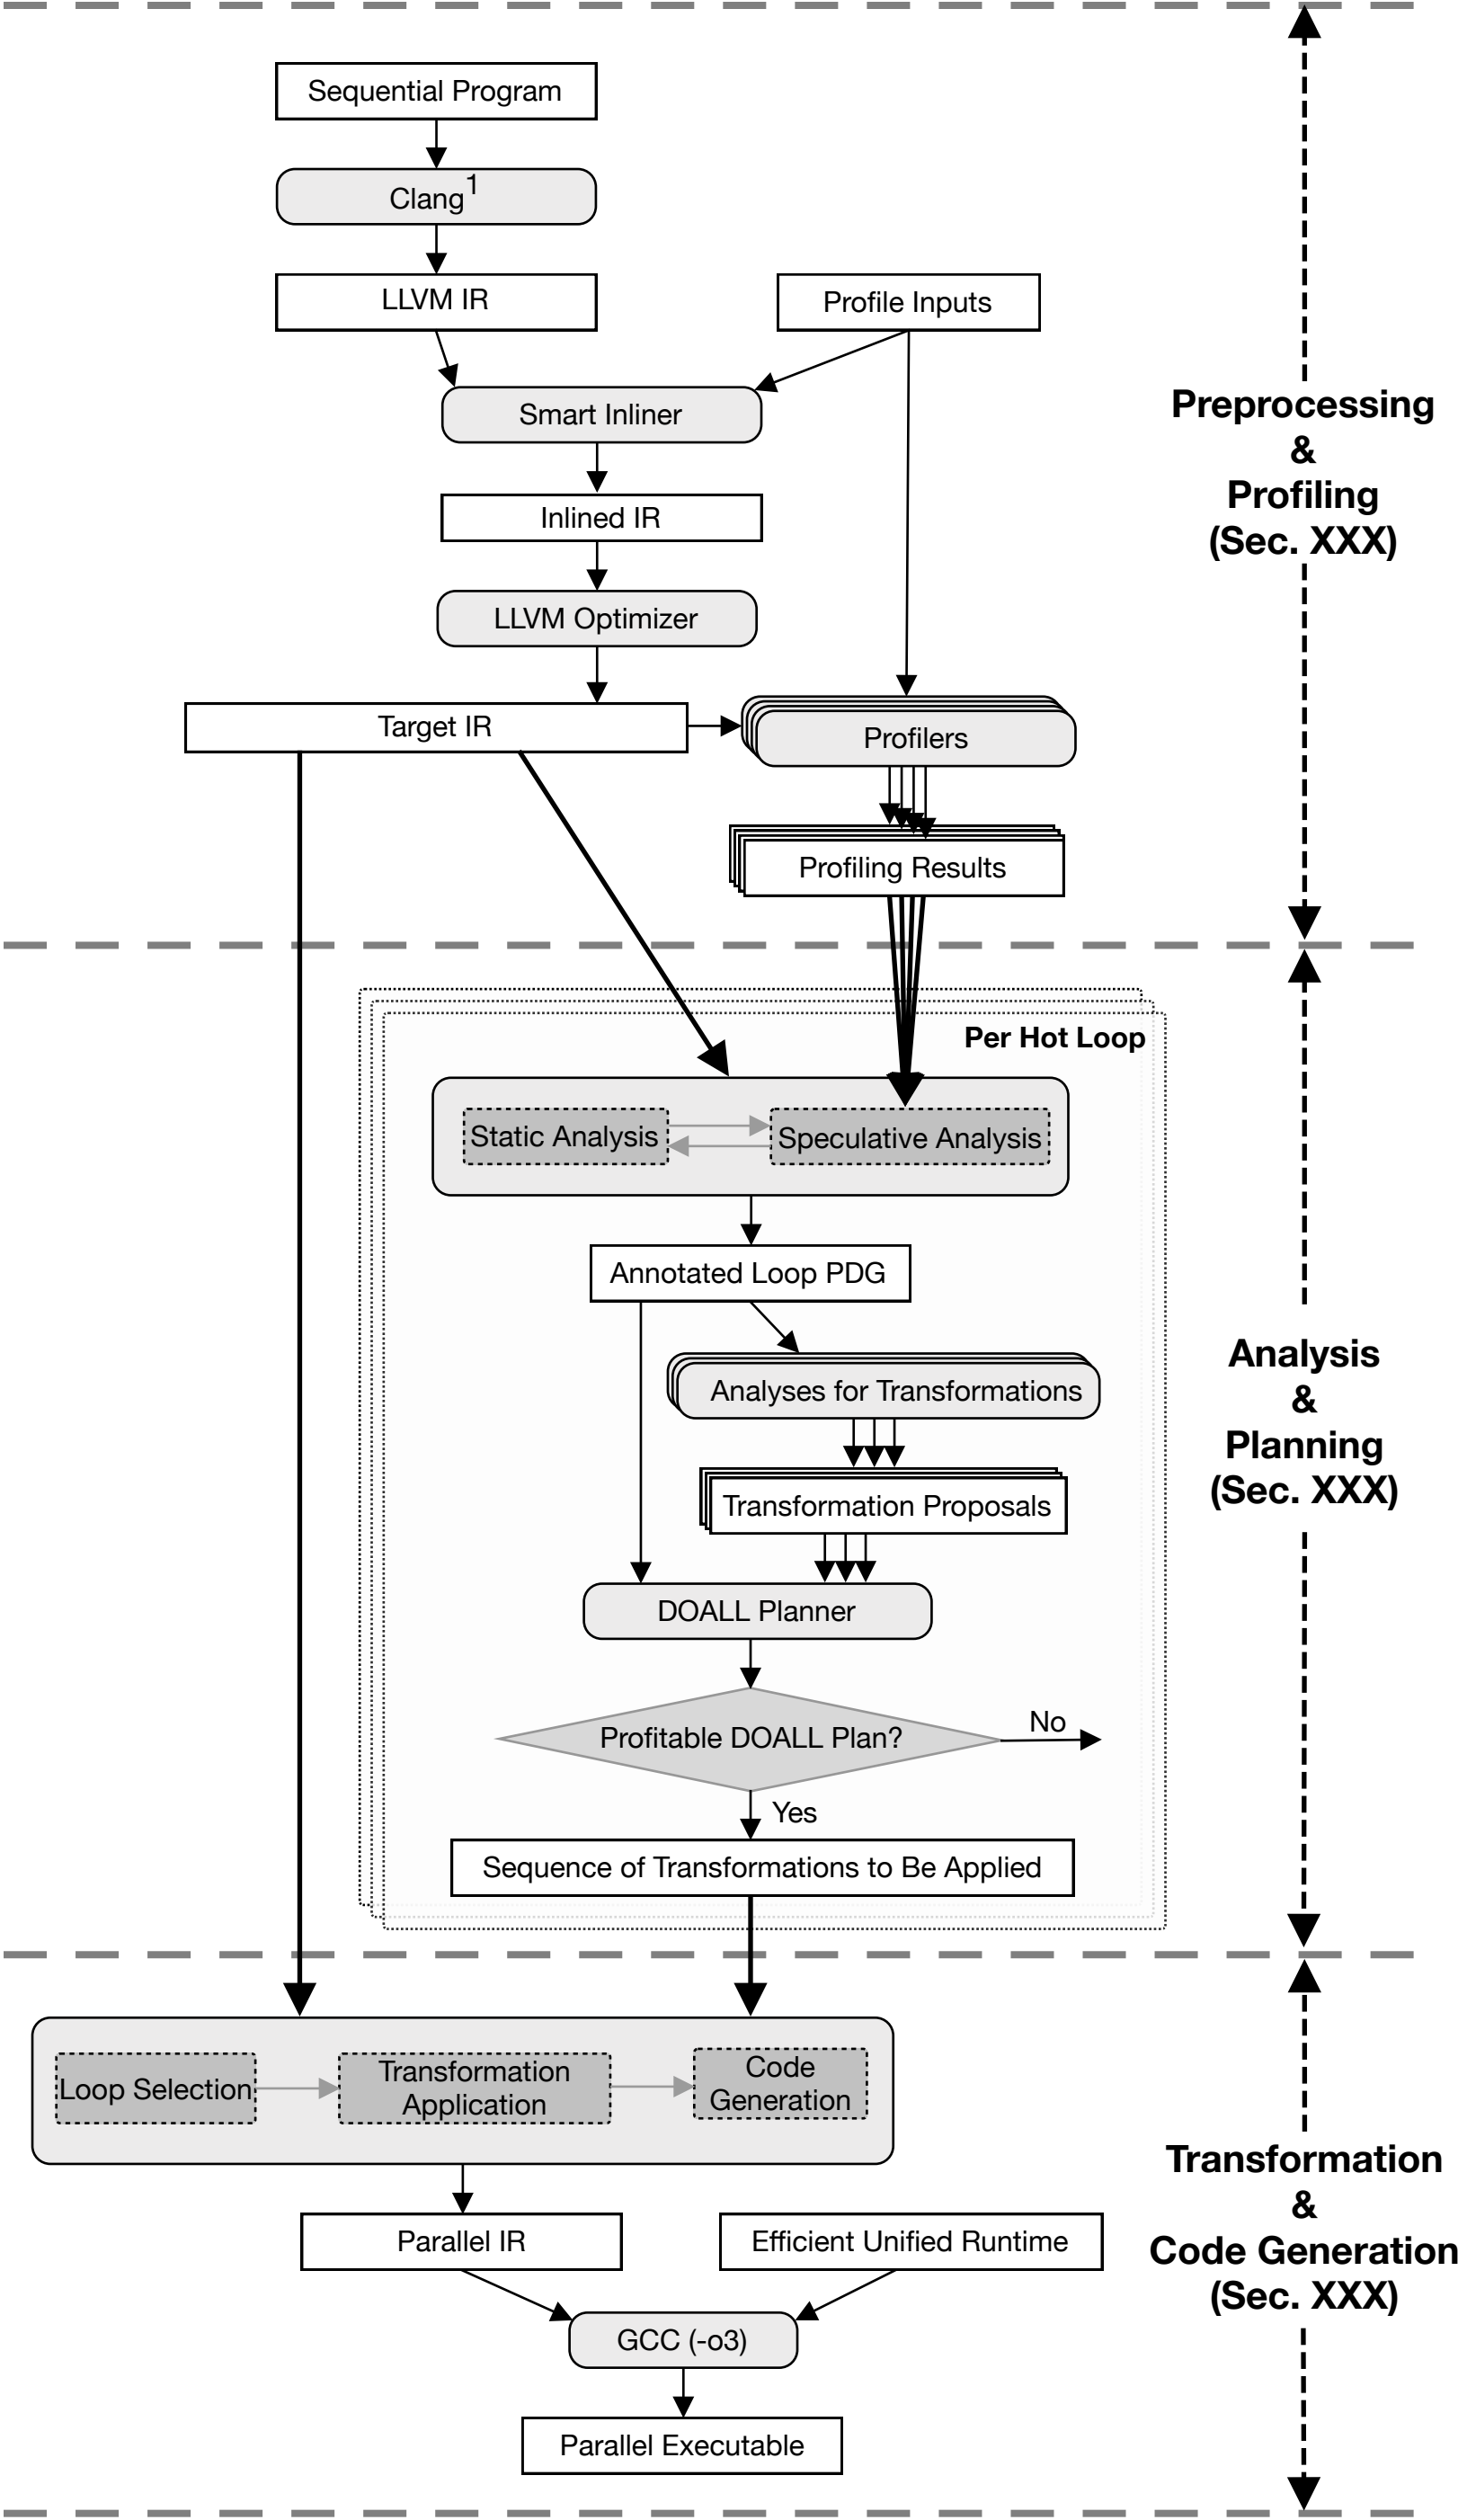 Sequential Program
Clang1
LLVM IR
Profile Inputs
Smart Inliner
Inlined IR
LLVM Optimizer
Target IR
Profilers
Profiling Results
Preprocessing
&
Profiling
(Sec. XXX)
Per Hot Loop
Static Analysis
Speculative Analysis
Annotated Loop PDG
Analyses for Transformations
Transformation Proposals
DOALL Planner
Profitable DOALL Plan?
No
Yes
Sequence of Transformations to Be Applied
Analysis
&
Planning
(Sec. XXX)
Loop Selection
Transformation
Application
Code
Generation
Parallel IR
Efficient Unified Runtime
GCC (-o3)
Parallel Executable
Transformation
&
Code Generation
(Sec. XXX)